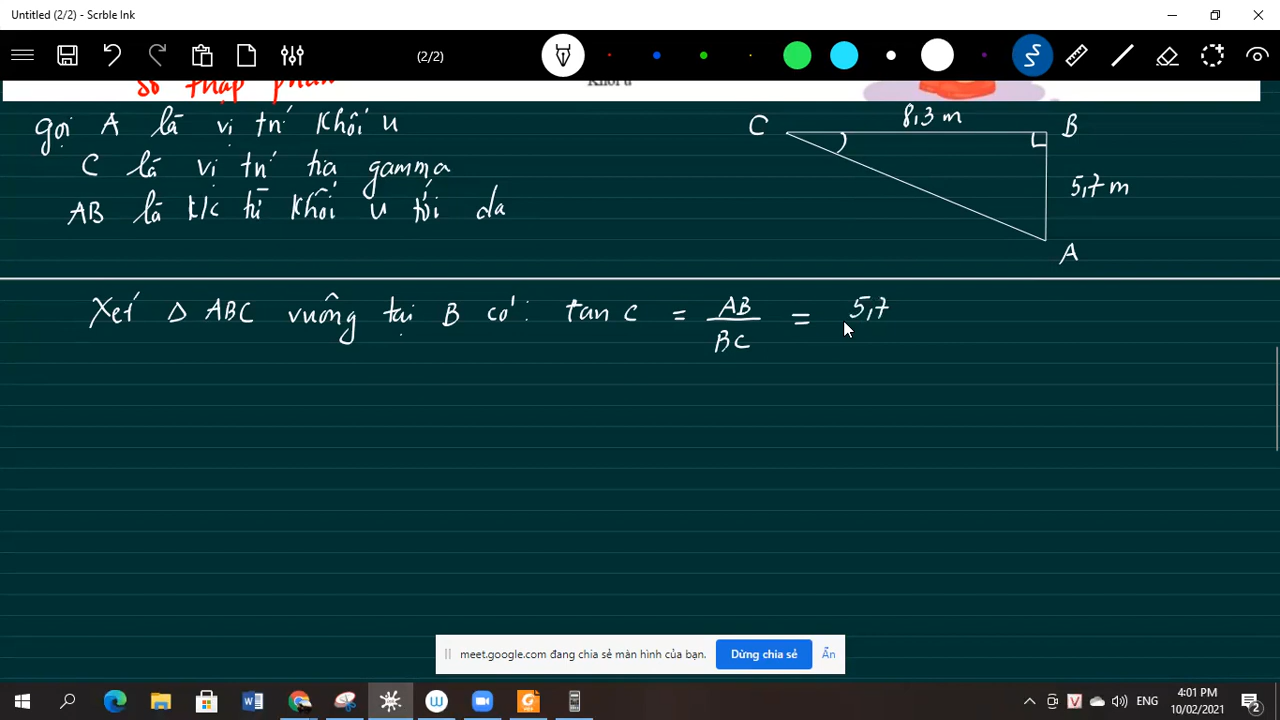 Untitled (2/2) - Scrble Ink
(2/2)
Số thập phân
Khối u
gọi A là vị trí khối u
C là vị trí tia gamma
AB là k/c từ khối u tới da
C 8,3 m B
5,7 m
A
Xét Δ ABC vuông tại B có: tan C = AB/BC = 5,7
meet.google.com đang chia sẻ màn hình của bạn. Dừng chia sẻ Ẩn
ENG
4:01 PM
10/02/2021
2